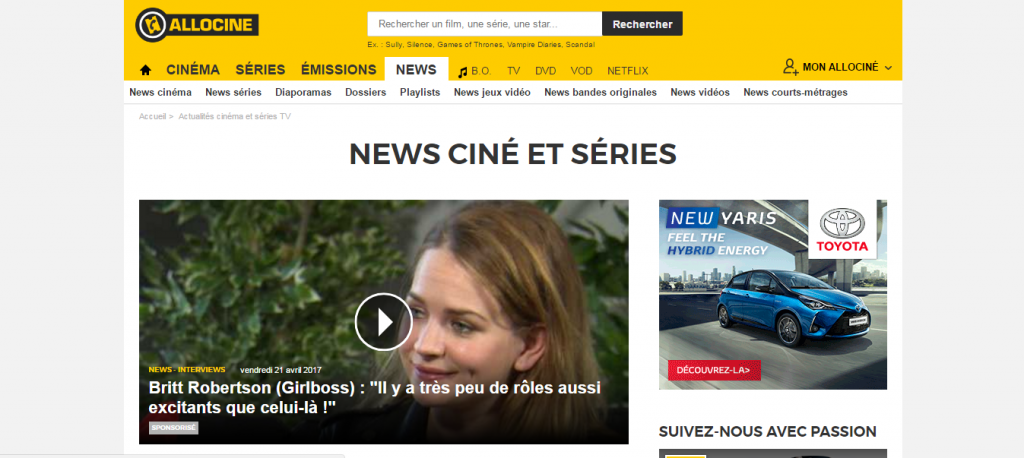 ALLOCINE
Rechercher un film, une série, une star...
Rechercher
Ex. : Sully, Silence, Games of Thrones, Vampire Diaries, Scandal
CINÉMA SÉRIES ÉMISSIONS NEWS B.O. TV DVD VOD NETFLIX
MON ALLOCINÉ
News cinéma News séries Diaporamas Dossiers Playlists News jeux vidéo News bandes originales News vidéos News courts-métrages
Accueil > Actualités cinéma et séries TV
NEWS CINÉ ET SÉRIES
NEWS - INTERVIEWS vendredi 21 avril 2017
Britt Robertson (Girlboss) : "Il y a très peu de rôles aussi
excitants que celui-là !"
SPONSORISÉ
NEW YARIS
FEEL THE
HYBRID ENERGY
TOYOTA
DÉCOUVREZ-LA>
SUIVEZ-NOUS AVEC PASSION